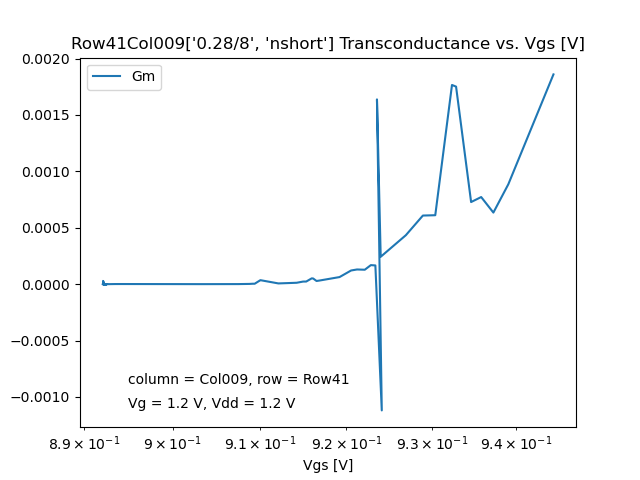 Row41Col009['0.28/8', 'nshort'] Transconductance vs. Vgs [V]
Gm
0.0020
0.0015
0.0010
0.0005
0.0000
−0.0005
−0.0010
column = Col009, row = Row41
Vg = 1.2 V, Vdd = 1.2 V
8.9 × 10⁻¹ 9 × 10⁻¹ 9.1 × 10⁻¹ 9.2 × 10⁻¹ 9.3 × 10⁻¹ 9.4 × 10⁻¹
Vgs [V]